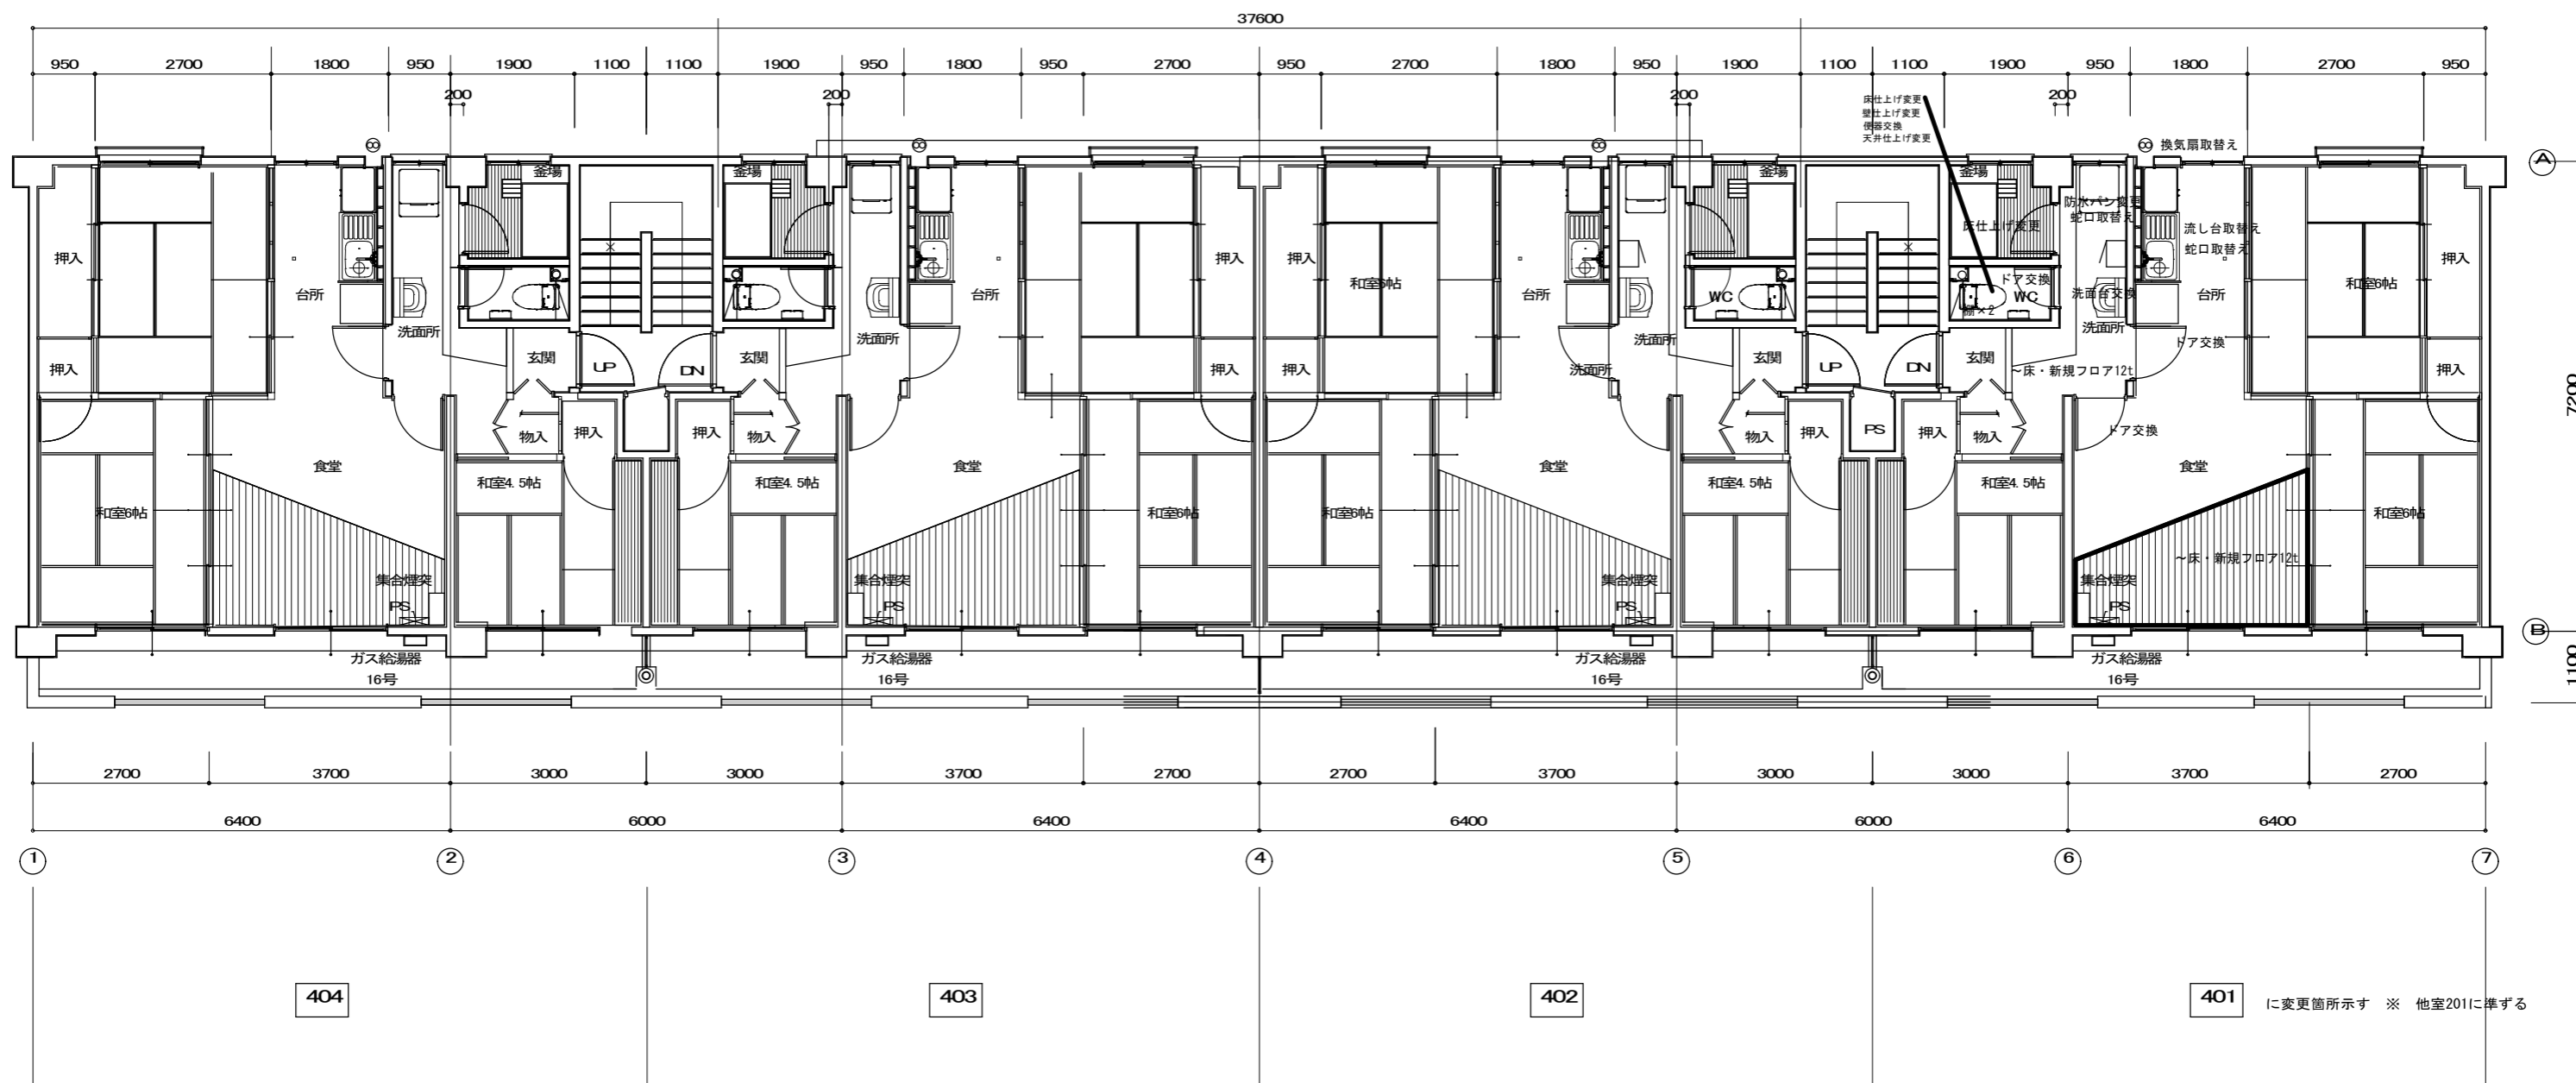 37600
950 2700 1800 950 1900 1100 1100 1900 950 1800 950 2700 950 2700 1800 950 1900 1100 1100 1900 950 1800 2700 950
200 200 200 200
床仕上げ変更
壁仕上げ変更
便器交換
天井仕上げ変更
換気扇取替え
A
釜場 釜場 釜場 釜場
防水パン変更
蛇口取替え
床仕上げ変更 流し台取替え
蛇口取替え
押入 押入 押入 押入
和室6帖 和室6帖
ドア交換
台所 台所 台所 洗面台交換 台所
WC WC
棚×2
洗面所 洗面所 洗面所 洗面所
ドア交換
玄関 玄関 玄関 玄関
押入 UP DN 押入 押入 洗面所 UP DN ~床・新規フロア12t 押入
7200
物入 押入 押入 物入 物入 押入 PS 押入 物入 ドア交換
食堂 食堂 食堂 食堂
和室4.5帖 和室4.5帖 和室4.5帖 和室4.5帖
和室6帖 和室6帖 和室6帖 和室6帖
~床・新規フロア12t
集合煙突 集合煙突 集合煙突 集合煙突
PS PS PS PS
B
ガス給湯器 ガス給湯器 ガス給湯器 ガス給湯器
16号 16号 16号 16号
1100
2700 3700 3000 3000 3700 2700 2700 3700 3000 3000 3700 2700
6400 6000 6400 6400 6000 6400
1 2 3 4 5 6 7
404 403 402 401 に変更箇所示す ※ 他室201に準ずる